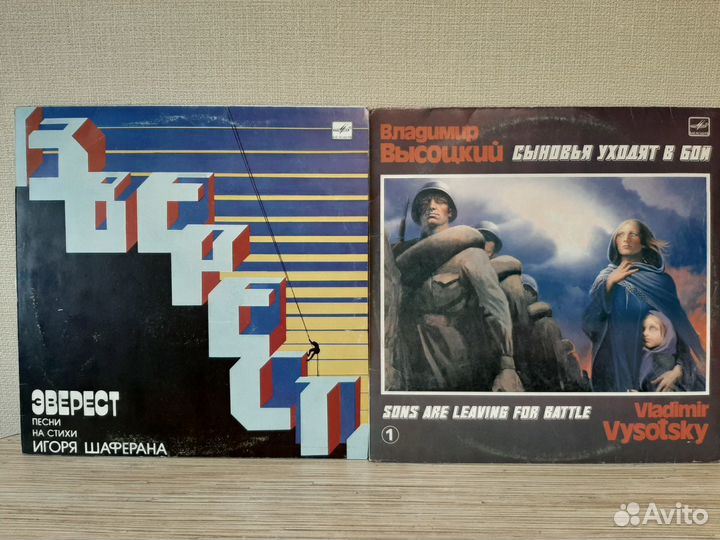 ЭВЕРЕСТ
ЭВЕРЕСТ
ПЕСНИ
НА СТИХИ
ИГОРЯ ШАФЕРАНА
Владимир
Высоцкий
СЫНОВЬЯ УХОДЯТ В БОЙ
SONS ARE LEAVING FOR BATTLE
Vladimir
Vysotsky
1
Avito